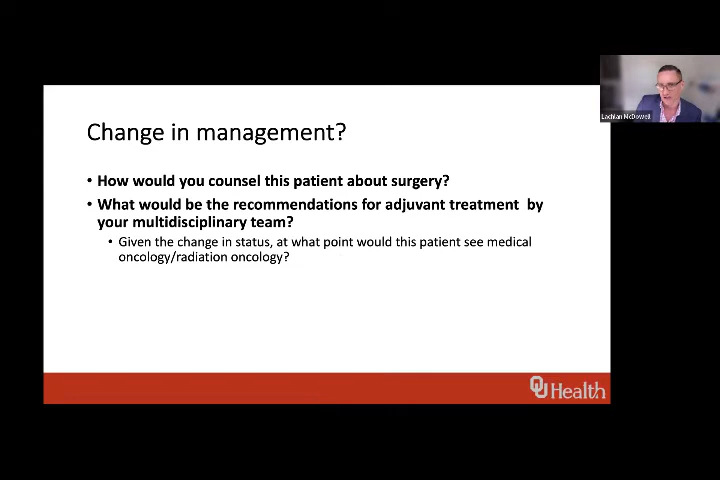 Lachlan McDowell
Change in management?
• How would you counsel this patient about surgery?
• What would be the recommendations for adjuvant treatment by
your multidisciplinary team?
• Given the change in status, at what point would this patient see medical
oncology/radiation oncology?
OU Health